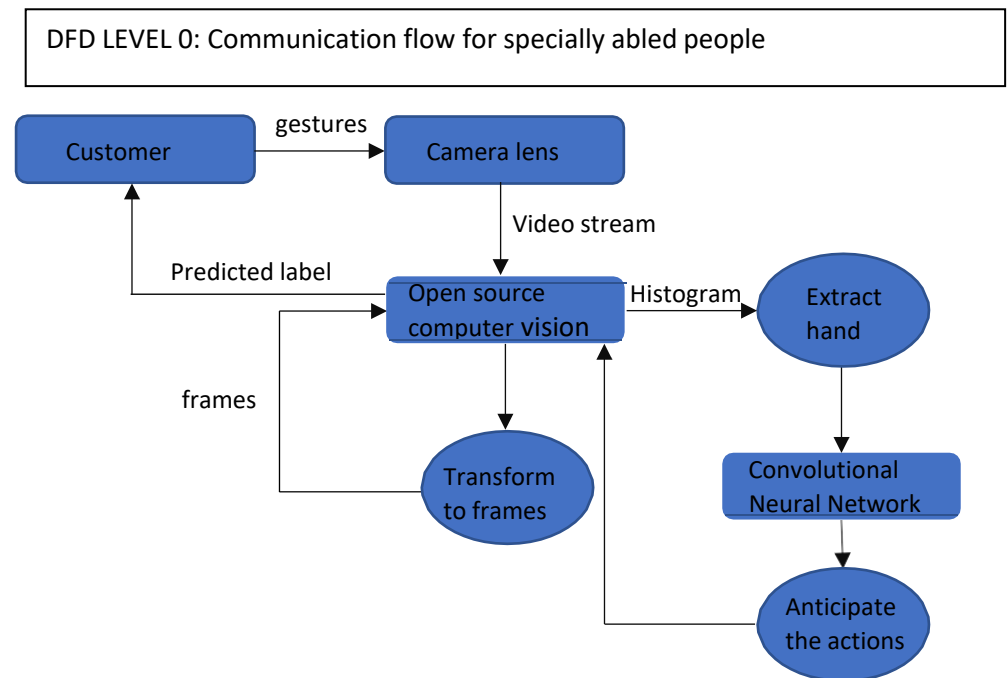 DFD LEVEL 0: Communication flow for specially abled people
gestures
Customer
Camera lens
Video stream
Predicted label
Open source
computer vision
Histogram
Extract
hand
frames
Transform
to frames
Convolutional
Neural Network
Anticipate
the actions